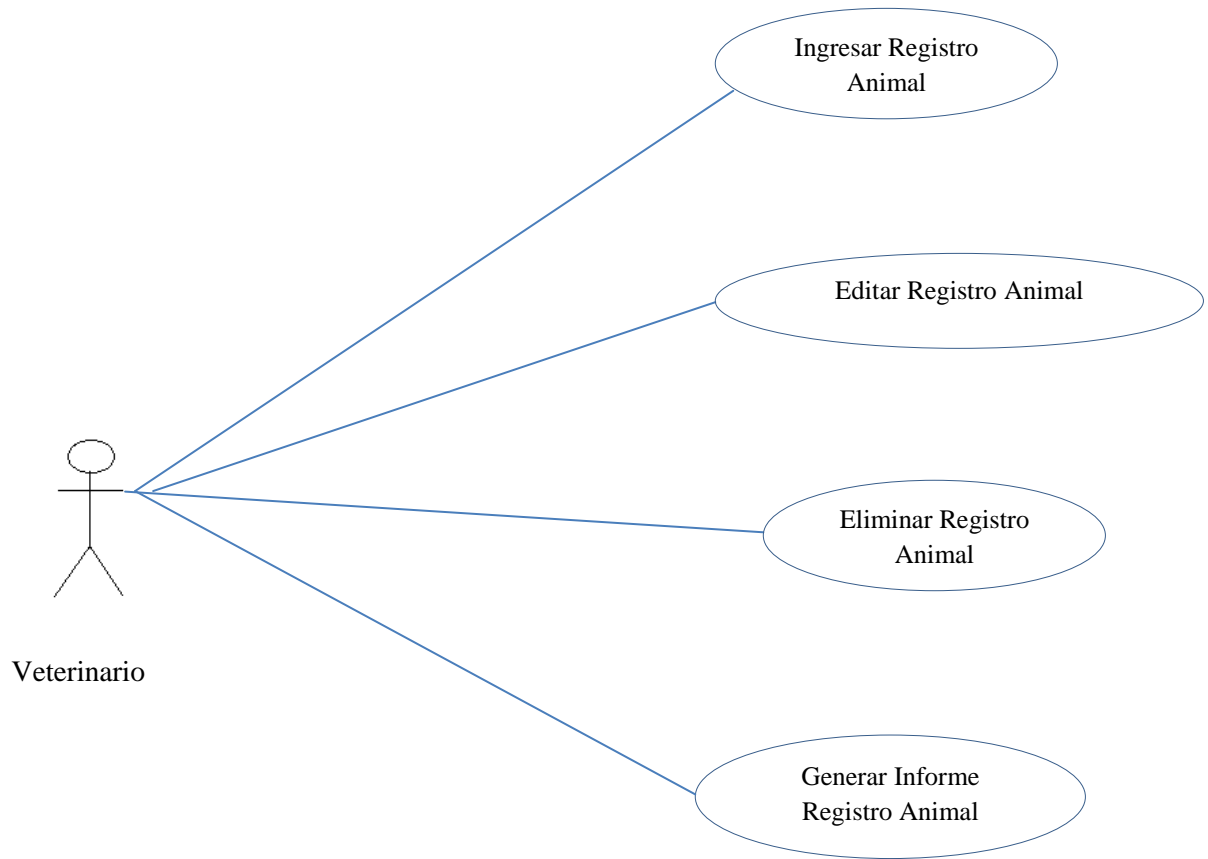 Ingresar Registro
Animal
Editar Registro Animal
Eliminar Registro
Animal
Veterinario
Generar Informe
Registro Animal